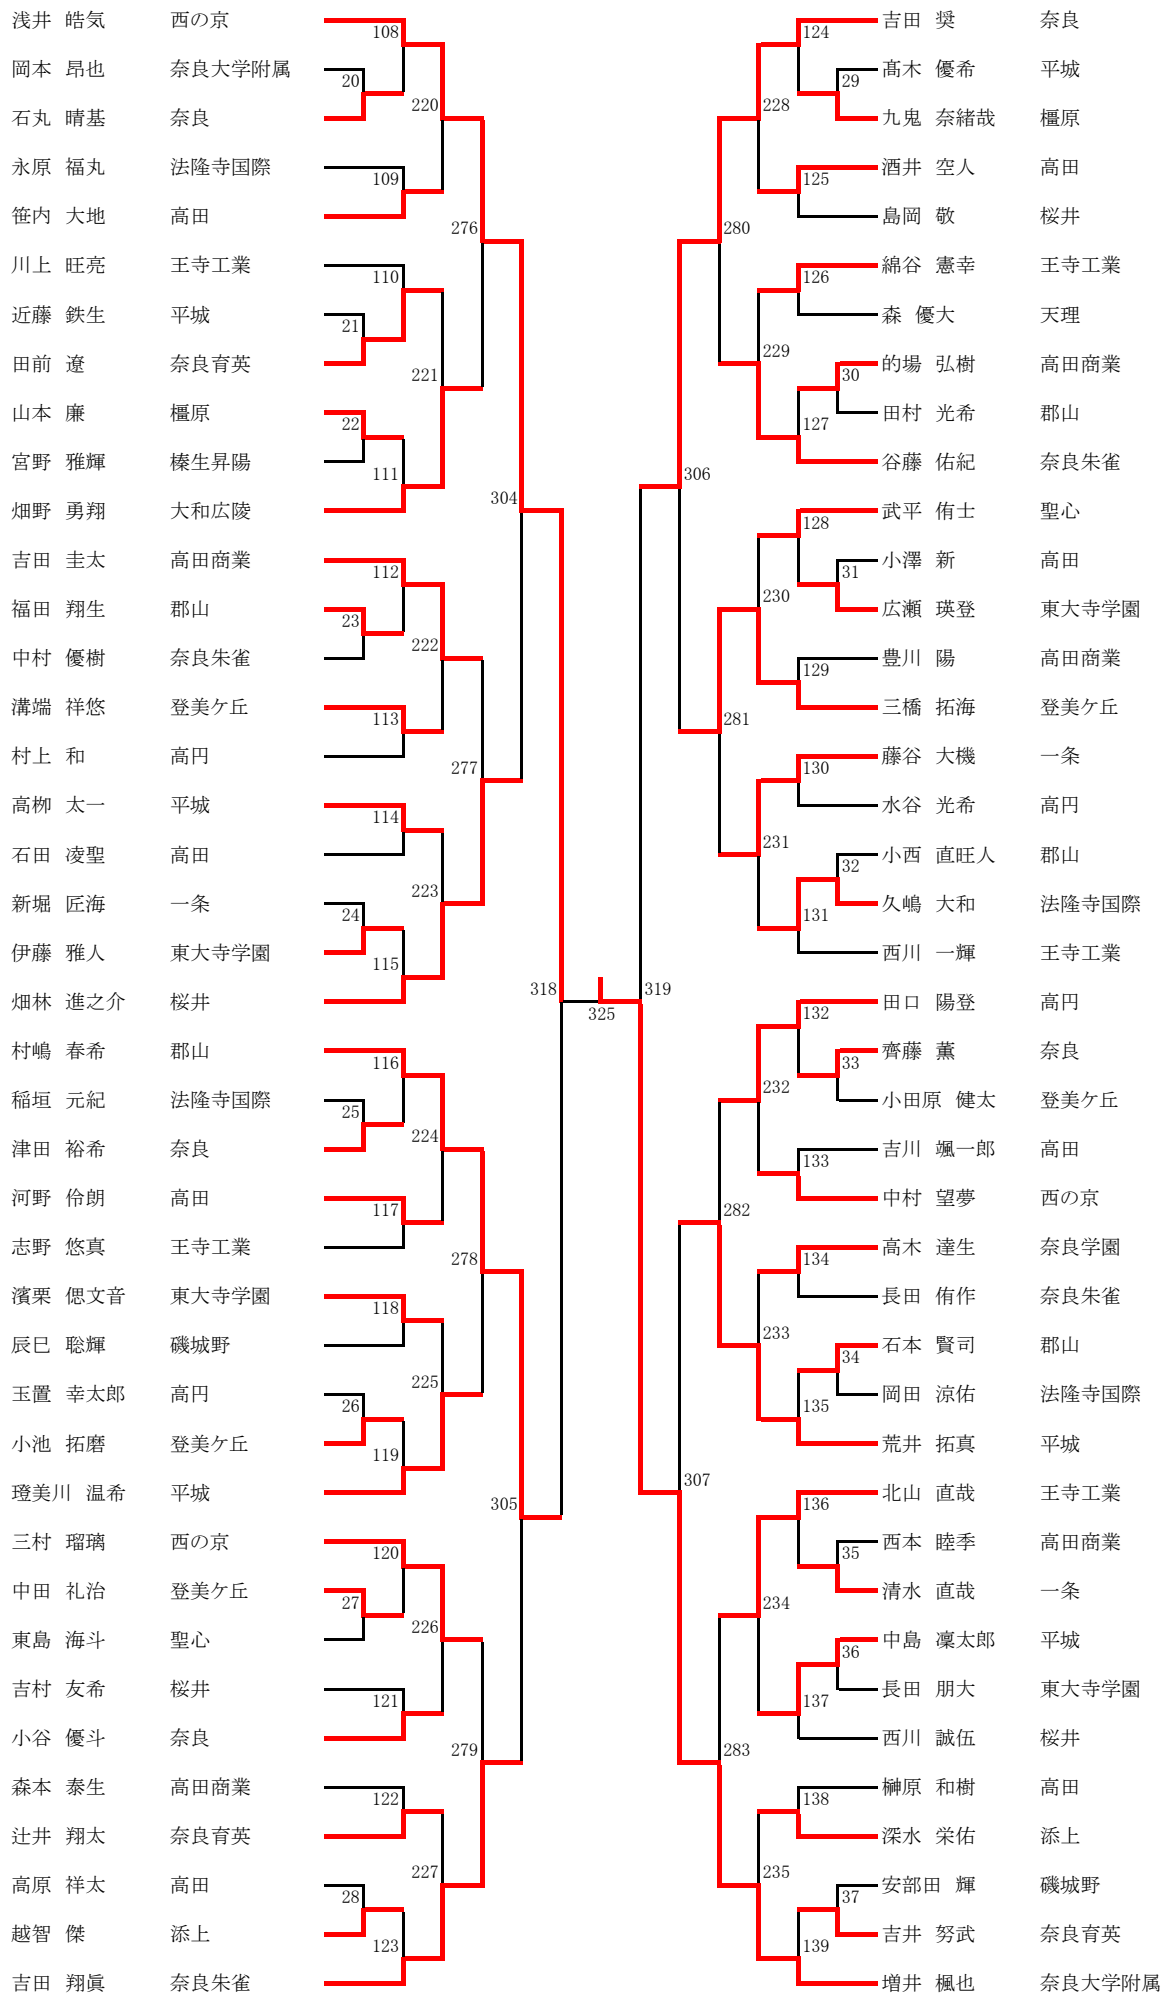 浅井 皓気 西の京
108
岡本 昂也 奈良大学附属
20
石丸 晴基 奈良
220
永原 福丸 法隆寺国際
109
笹内 大地 高田
276
川上 旺亮 王寺工業
110
近藤 鉄生 平城
21
田前 遼 奈良育英
221
山本 廉 橿原
22
宮野 雅輝 榛生昇陽
111
畑野 勇翔 大和広陵
304
吉田 圭太 高田商業
112
福田 翔生 郡山
23
中村 優樹 奈良朱雀
222
溝端 祥悠 登美ケ丘
113
村上 和 高円
277
高栁 太一 平城
114
石田 凌聖 高田
223
新堀 匠海 一条
24
伊藤 雅人 東大寺学園
115
畑林 進之介 桜井
318
村嶋 春希 郡山
116
稲垣 元紀 法隆寺国際
25
津田 裕希 奈良
224
河野 伶朗 高田
117
志野 悠真 王寺工業
278
濱栗 偲文音 東大寺学園
118
辰巳 聡輝 磯城野
225
玉置 幸太郎 高円
26
小池 拓磨 登美ケ丘
119
璒美川 温希 平城
305
三村 瑠璃 西の京
120
中田 礼治 登美ケ丘
27
東島 海斗 聖心
226
吉村 友希 桜井
121
小谷 優斗 奈良
279
森本 泰生 高田商業
122
辻井 翔太 奈良育英
227
高原 祥太 高田
28
越智 傑 添上
123
吉田 翔眞 奈良朱雀
325
吉田 奨 奈良
124
髙木 優希 平城
29
九鬼 奈緒哉 橿原
228
酒井 空人 高田
125
島岡 敬 桜井
280
綿谷 憲幸 王寺工業
126
森 優大 天理
229
的場 弘樹 高田商業
30
田村 光希 郡山
127
谷藤 佑紀 奈良朱雀
306
武平 侑士 聖心
128
小澤 新 高田
31
広瀬 瑛登 東大寺学園
230
豊川 陽 高田商業
129
三橋 拓海 登美ケ丘
281
藤谷 大機 一条
130
水谷 光希 高円
231
小西 直旺人 郡山
32
久嶋 大和 法隆寺国際
131
西川 一輝 王寺工業
319
田口 陽登 高円
132
齊藤 薫 奈良
33
小田原 健太 登美ケ丘
232
吉川 颯一郎 高田
133
中村 望夢 西の京
282
高木 達生 奈良学園
134
長田 侑作 奈良朱雀
233
石本 賢司 郡山
34
岡田 涼佑 法隆寺国際
135
荒井 拓真 平城
307
北山 直哉 王寺工業
136
西本 睦季 高田商業
35
清水 直哉 一条
234
中島 凜太郎 平城
36
長田 朋大 東大寺学園
137
西川 誠伍 桜井
283
榊原 和樹 高田
138
深水 栄佑 添上
235
安部田 輝 磯城野
37
吉井 努武 奈良育英
139
増井 楓也 奈良大学附属